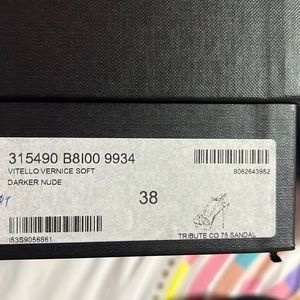 315490 B8I00 9934
VITELLO VERNICE SOFT
DARKER NUDE
8062643952
38
I53S9056861
TRIBUTE CO 75 SANDAL